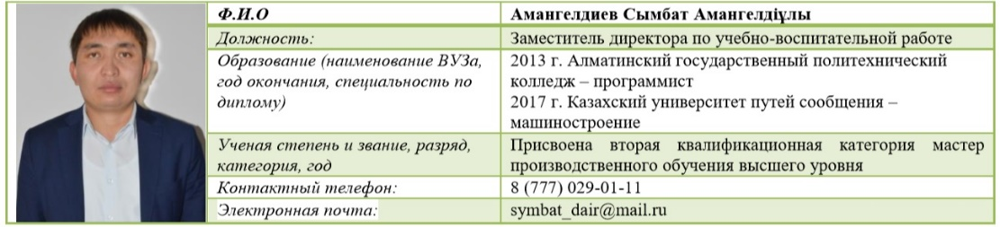 Ф.И.О
Амангелдиев Сымбат Амангелдіұлы
Должность:
Заместитель директора по учебно-воспитательной работе
Образование (наименование ВУЗа,
год окончания, специальность по
диплому)
2013 г. Алматинский государственный политехнический
колледж – программист
2017 г. Казахский университет путей сообщения –
машиностроение
Ученая степень и звание, разряд,
категория, год
Присвоена вторая квалификационная категория мастер
производственного обучения высшего уровня
Контактный телефон:
8 (777) 029-01-11
Электронная почта:
symbat_dair@mail.ru